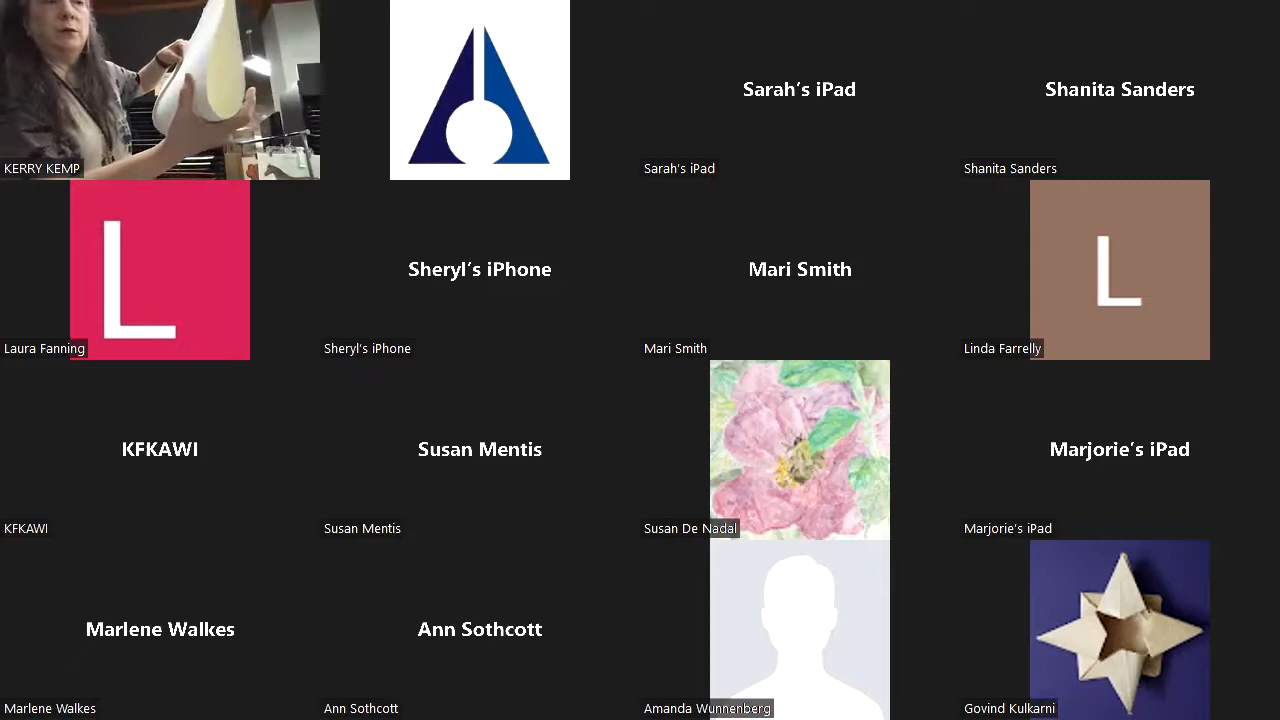 Sarah's iPad
Shanita Sanders
KERRY KEMP
Sarah's iPad
Shanita Sanders
L
Sheryl's iPhone
Mari Smith
L
Laura Fanning
Sheryl's iPhone
Mari Smith
Linda Farrelly
KFKAWI
Susan Mentis
Marjorie's iPad
KFKAWI
Susan Mentis
Susan De Nadal
Marjorie's iPad
Marlene Walkes
Ann Sothcott
Marlene Walkes
Ann Sothcott
Amanda Wunnenberg
Govind Kulkarni